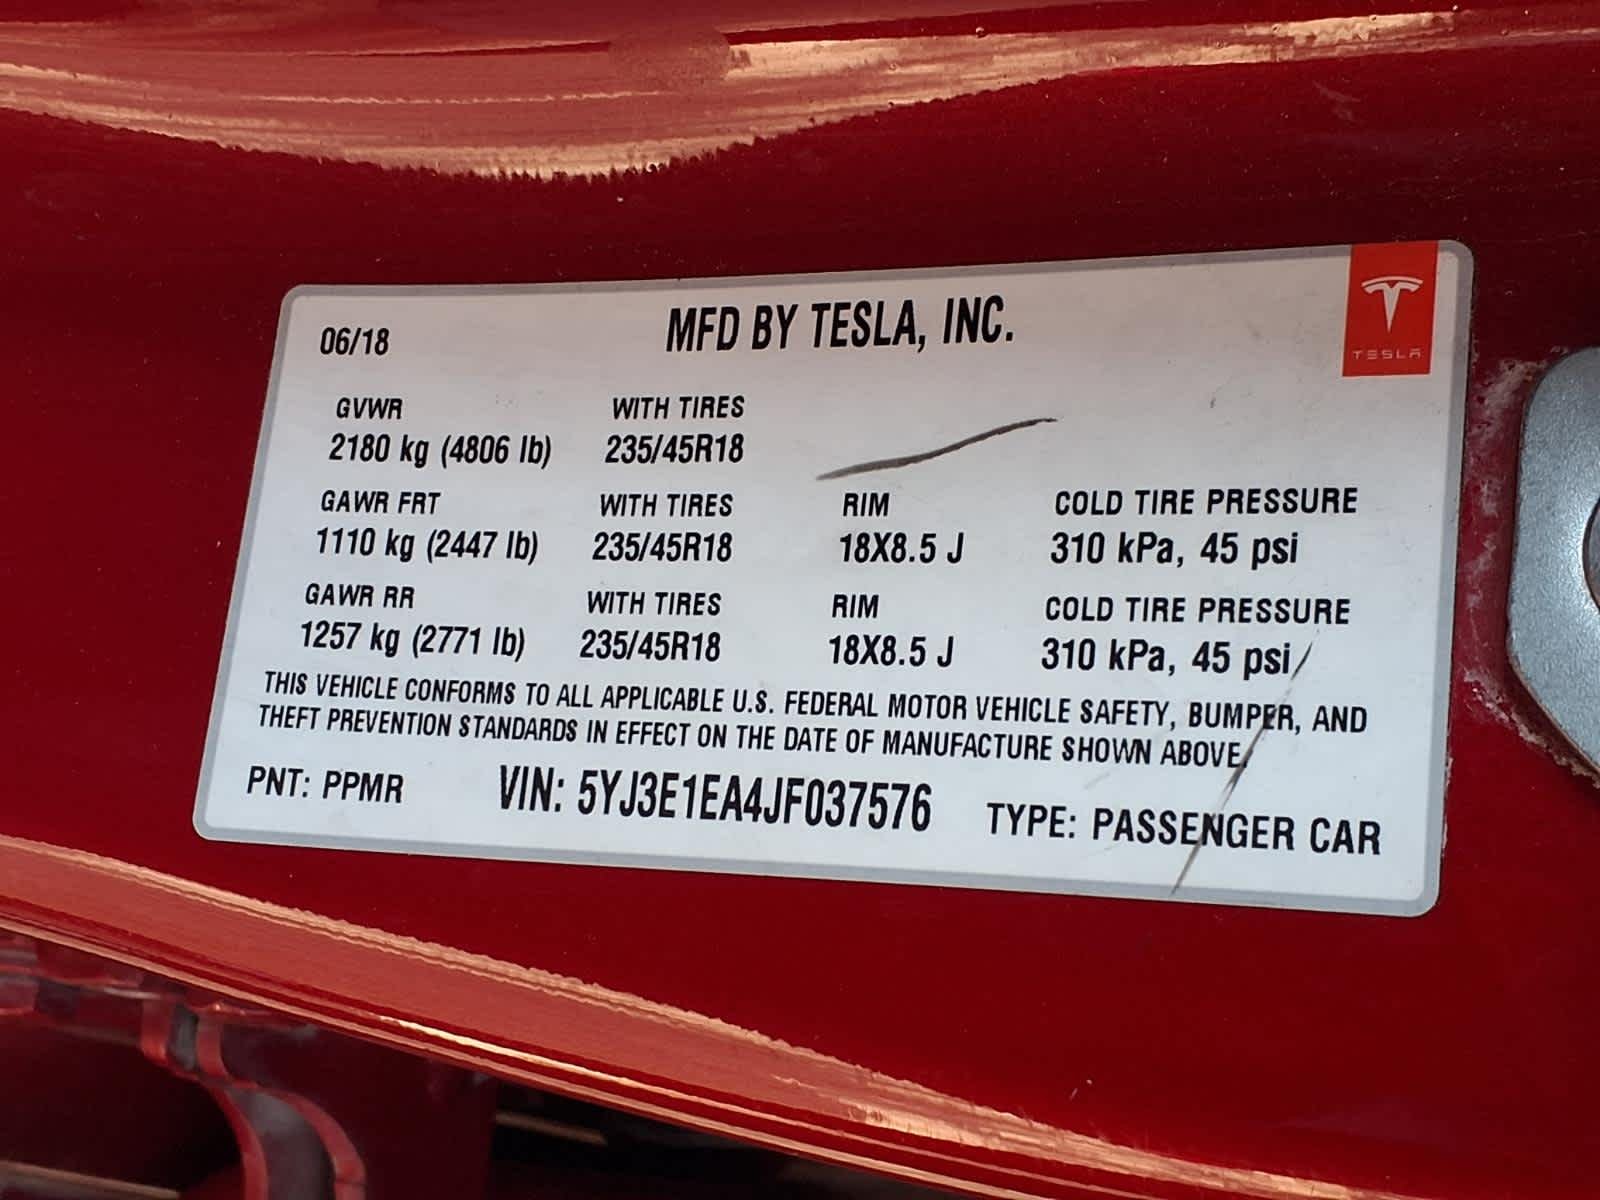 06/18 MFD BY TESLA, INC.
TESLA
GVWR WITH TIRES
2180 kg (4806 lb) 235/45R18
GAWR FRT WITH TIRES RIM COLD TIRE PRESSURE
1110 kg (2447 lb) 235/45R18 18X8.5 J 310 kPa, 45 psi
GAWR RR WITH TIRES RIM COLD TIRE PRESSURE
1257 kg (2771 lb) 235/45R18 18X8.5 J 310 kPa, 45 psi
THIS VEHICLE CONFORMS TO ALL APPLICABLE U.S. FEDERAL MOTOR VEHICLE SAFETY, BUMPER, AND
THEFT PREVENTION STANDARDS IN EFFECT ON THE DATE OF MANUFACTURE SHOWN ABOVE.
PNT: PPMR VIN: 5YJ3E1EA4JF037576 TYPE: PASSENGER CAR